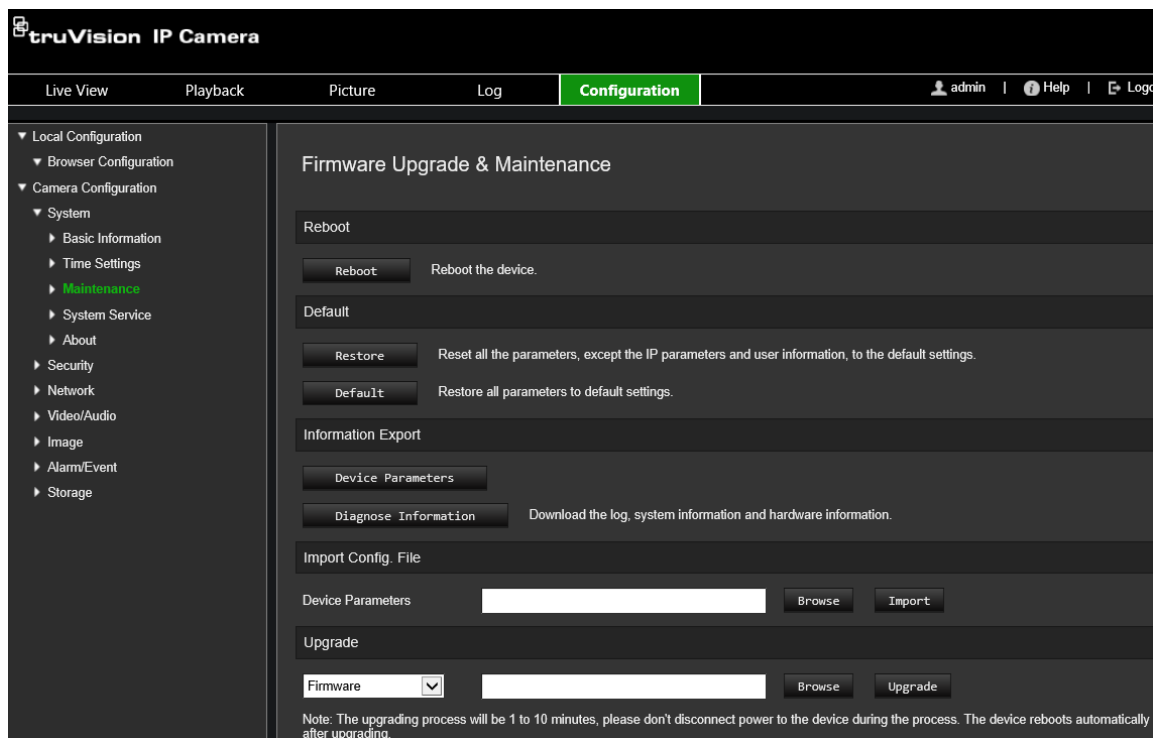 truVision IP Camera
Live View Playback Picture Log Configuration admin | Help | Logo
Local Configuration
Browser Configuration
Camera Configuration
System
Basic Information
Time Settings
Maintenance
System Service
About
Security
Network
Video/Audio
Image
Alarm/Event
Storage
Firmware Upgrade & Maintenance
Reboot
Reboot Reboot the device.
Default
Restore Reset all the parameters, except the IP parameters and user information, to the default settings.
Default Restore all parameters to default settings.
Information Export
Device Parameters
Diagnose Information Download the log, system information and hardware information.
Import Config. File
Device Parameters Browse Import
Upgrade
Firmware Browse Upgrade
Note: The upgrading process will be 1 to 10 minutes, please don't disconnect power to the device during the process. The device reboots automatically
after upgrading.